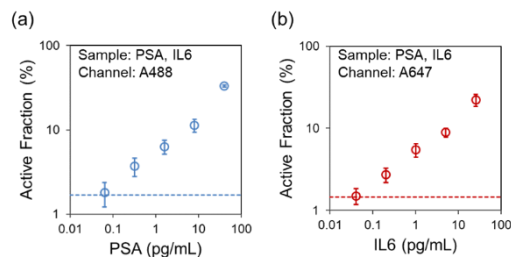 (a)
Sample: PSA, IL6
Channel: A488
Active Fraction (%)
100
10
1
0.01
0.1
1
10
100
PSA (pg/mL)
(b)
Sample: PSA, IL6
Channel: A647
Active Fraction (%)
100
10
1
0.01
0.1
1
10
100
IL6 (pg/mL)